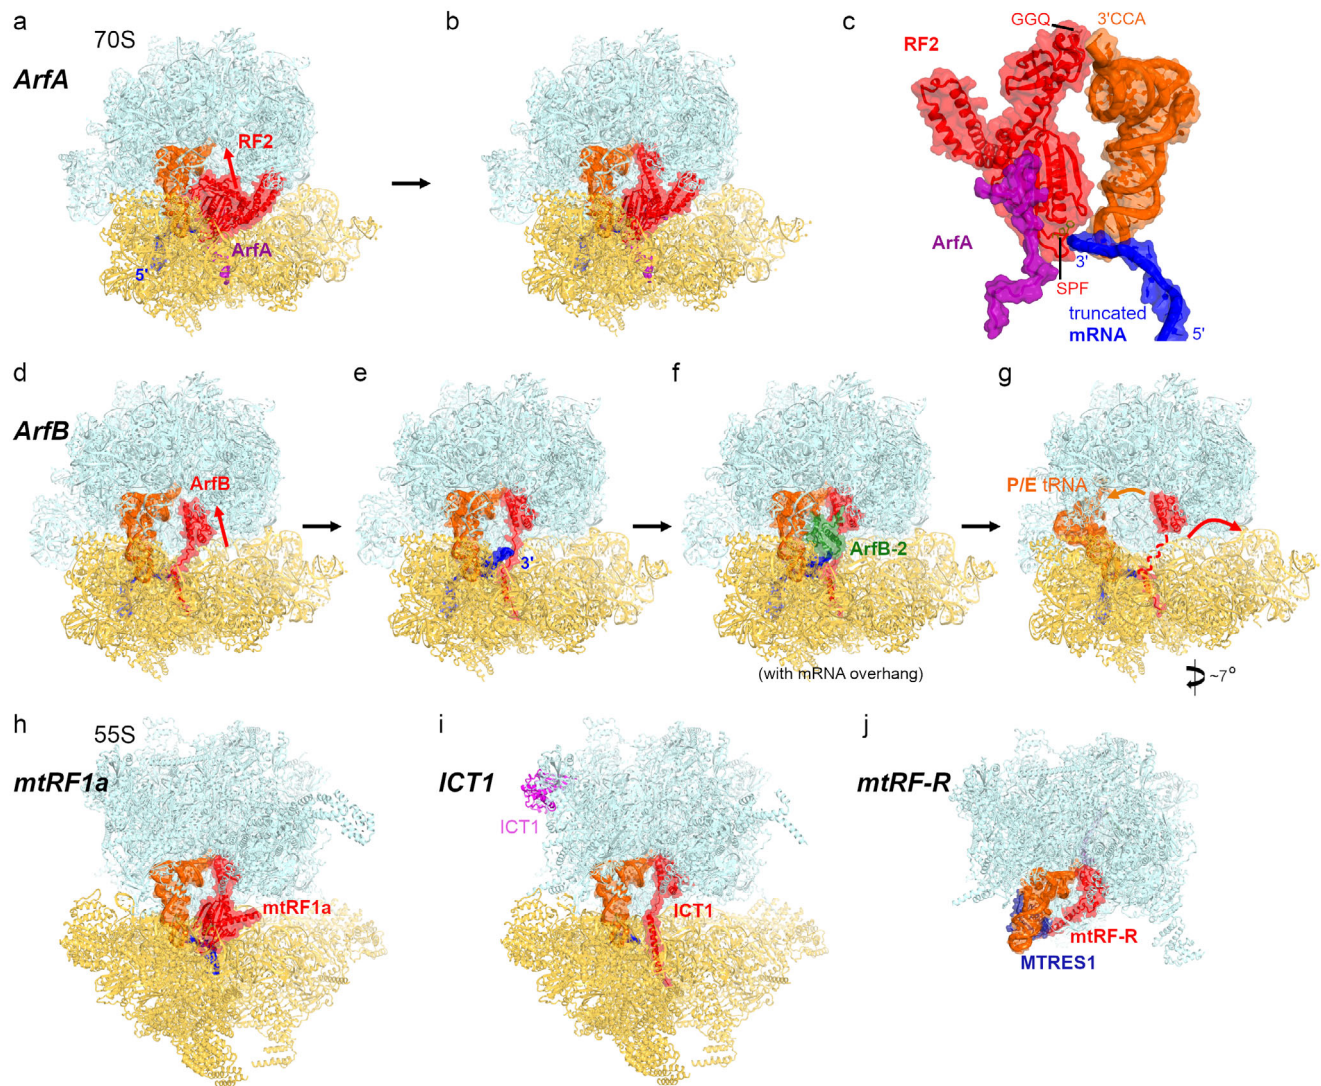 a
70S
b
c
ArfA
RF2
ArfA
5'
GGQ
3'CCA
RF2
ArfA
3'
SPF
truncated
mRNA
5'
d
e
f
g
ArfB
ArfB
3'
ArfB-2
(with mRNA overhang)
P/E tRNA
~7°
h
55S
i
j
mtRF1a
mtRF1a
ICT1
ICT1
ICT1
mtRF-R
mtRF-R
MTRES1